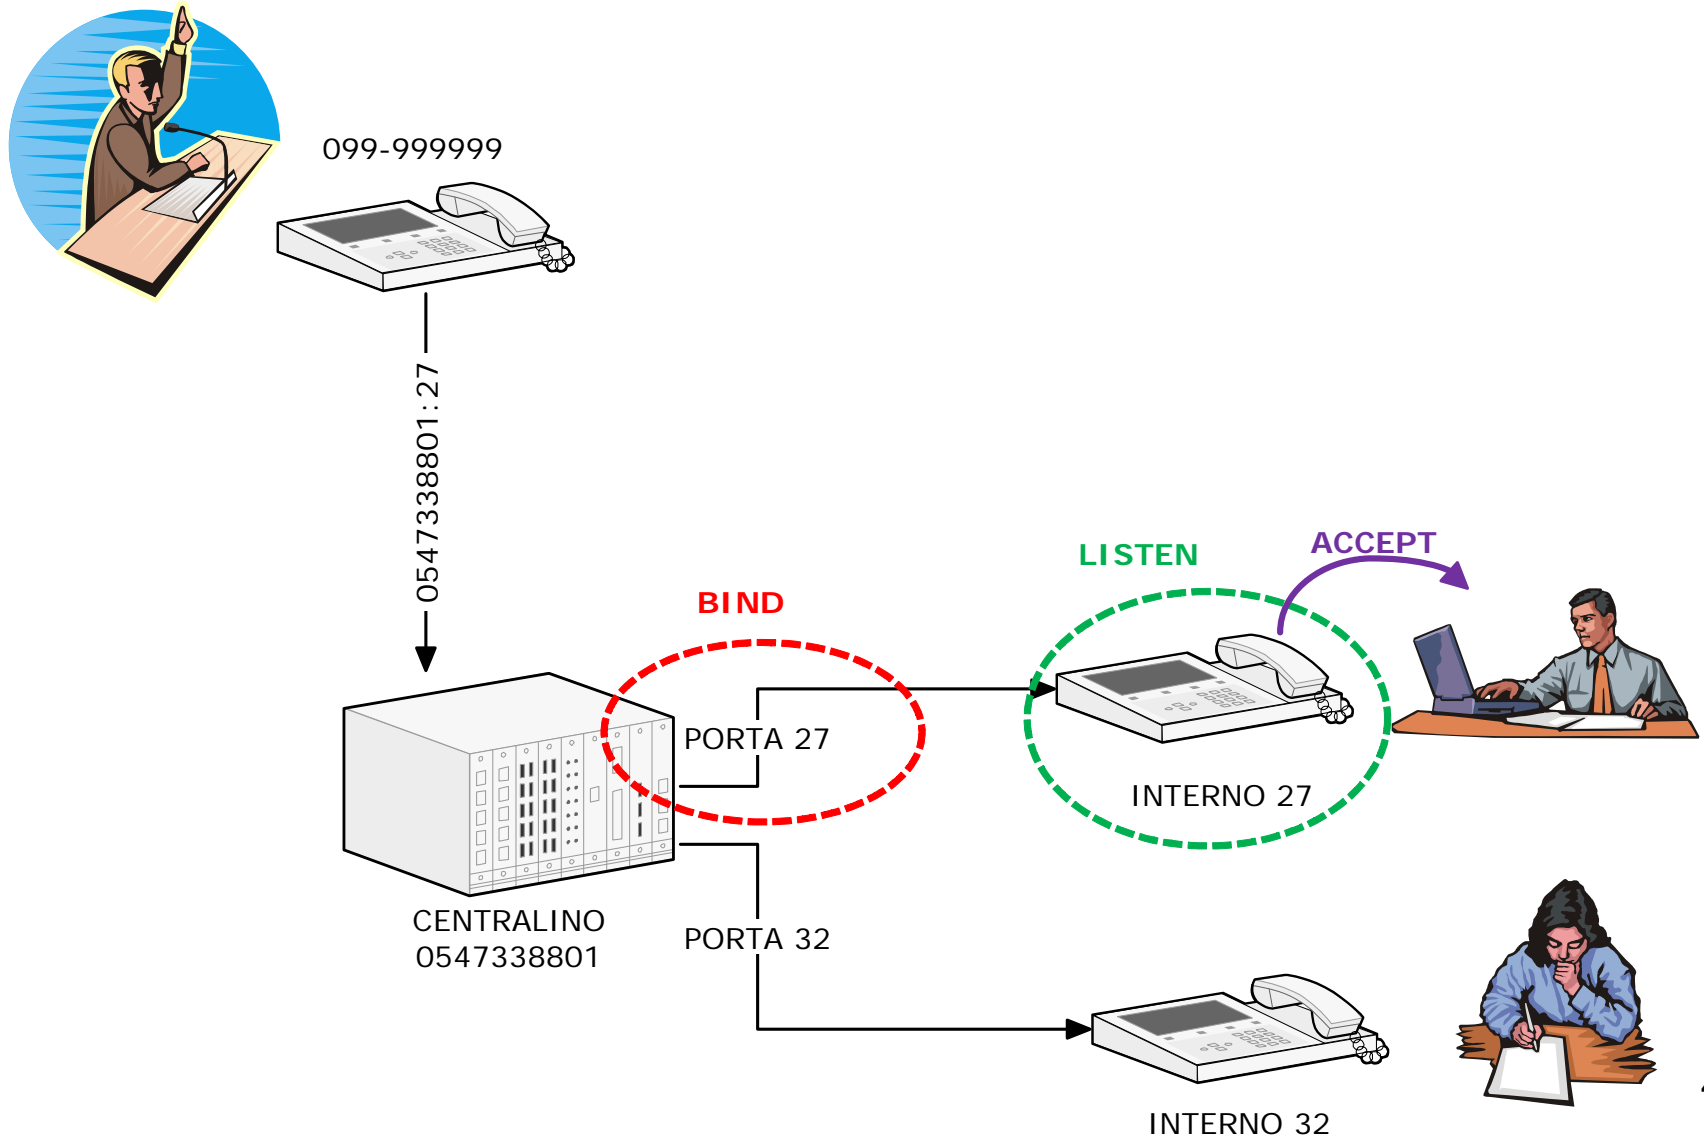 099-999999
0547338801:27
LISTEN
ACCEPT
BIND
PORTA 27
INTERNO 27
CENTRALINO
0547338801
PORTA 32
INTERNO 32